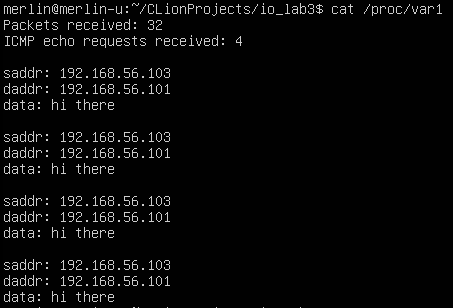 merlin@merlin-u:~/CLionProjects/io_lab3$ cat /proc/var1
Packets received: 32
ICMP echo requests received: 4
saddr: 192.168.56.103
daddr: 192.168.56.101
data: hi there
saddr: 192.168.56.103
daddr: 192.168.56.101
data: hi there
saddr: 192.168.56.103
daddr: 192.168.56.101
data: hi there
saddr: 192.168.56.103
daddr: 192.168.56.101
data: hi there